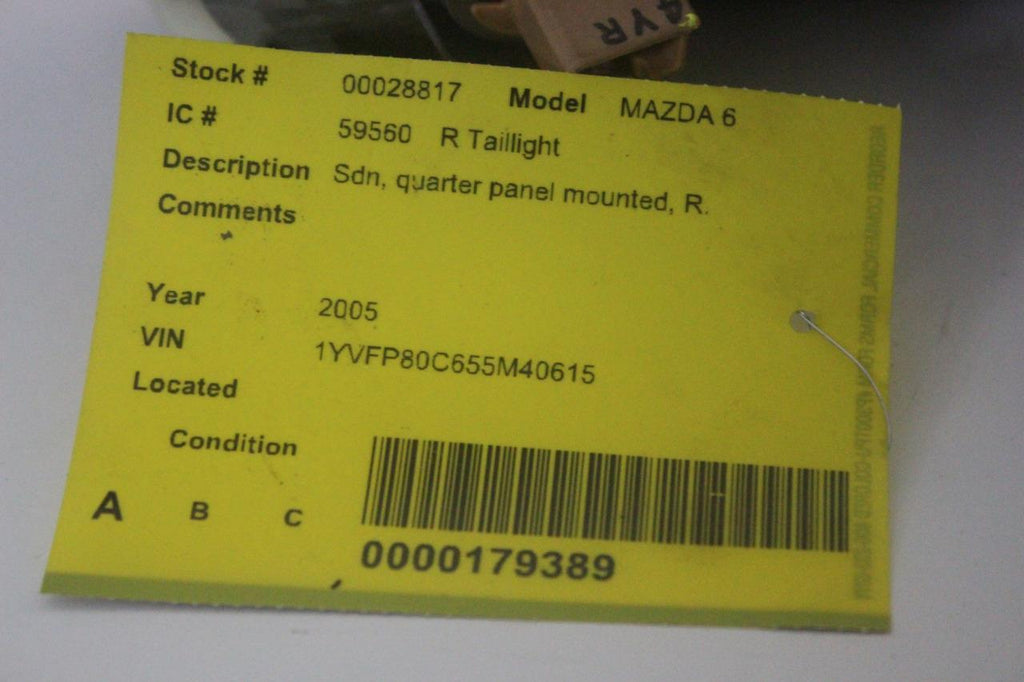 4YR
Stock # 00028817 Model MAZDA 6
IC # 59560 R Taillight
Description Sdn, quarter panel mounted, R.
Comments
Year 2005
VIN 1YVFP80C655M40615
Located
Condition
A B C
0000179389